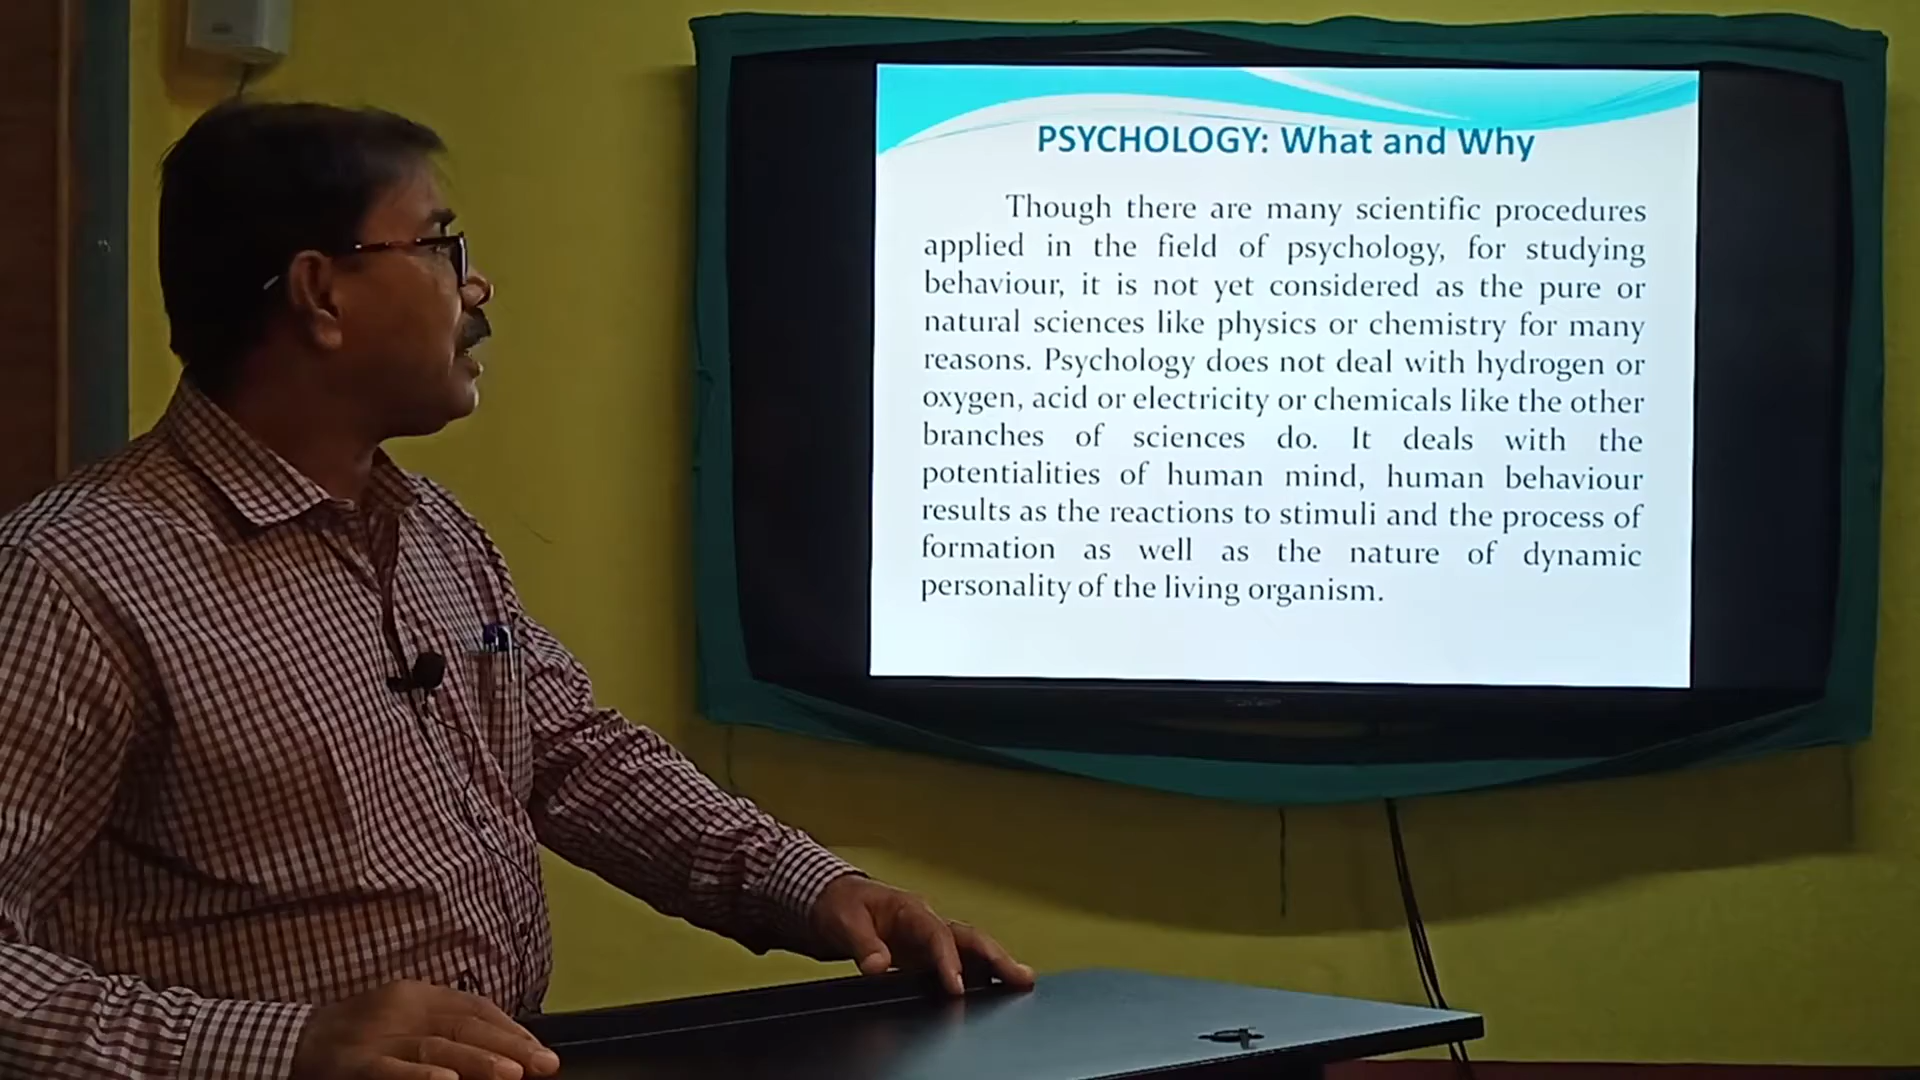 PSYCHOLOGY: What and Why
Though there are many scientific procedures
applied in the field of psychology, for studying
behaviour, it is not yet considered as the pure or
natural sciences like physics or chemistry for many
reasons. Psychology does not deal with hydrogen or
oxygen, acid or electricity or chemicals like the other
branches of sciences do. It deals with the
potentialities of human mind, human behaviour
results as the reactions to stimuli and the process of
formation as well as the nature of dynamic
personality of the living organism.